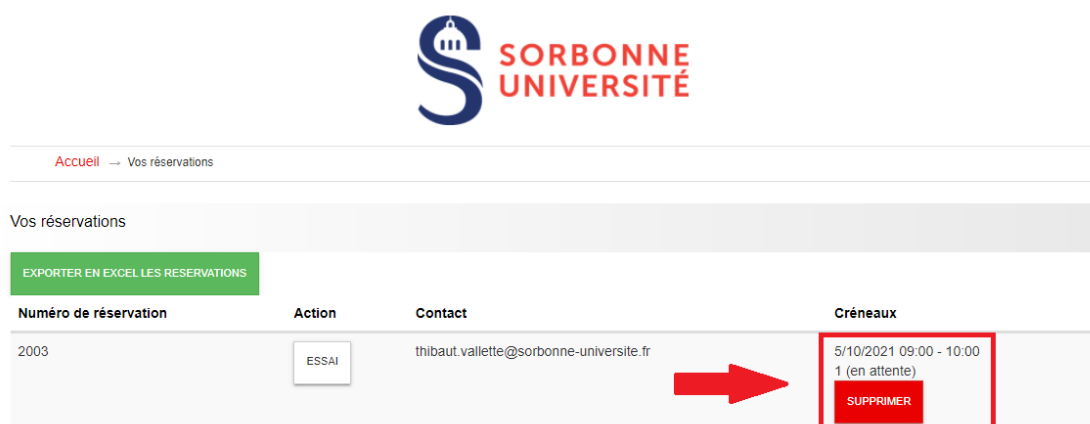 SORBONNE
UNIVERSITÉ
Accueil → Vos réservations
Vos réservations
EXPORTER EN EXCEL LES RESERVATIONS
Numéro de réservation Action Contact Créneaux
2003 ESSAI thibaut.vallette@sorbonne-universite.fr 5/10/2021 09:00 - 10:00
1 (en attente)
SUPPRIMER